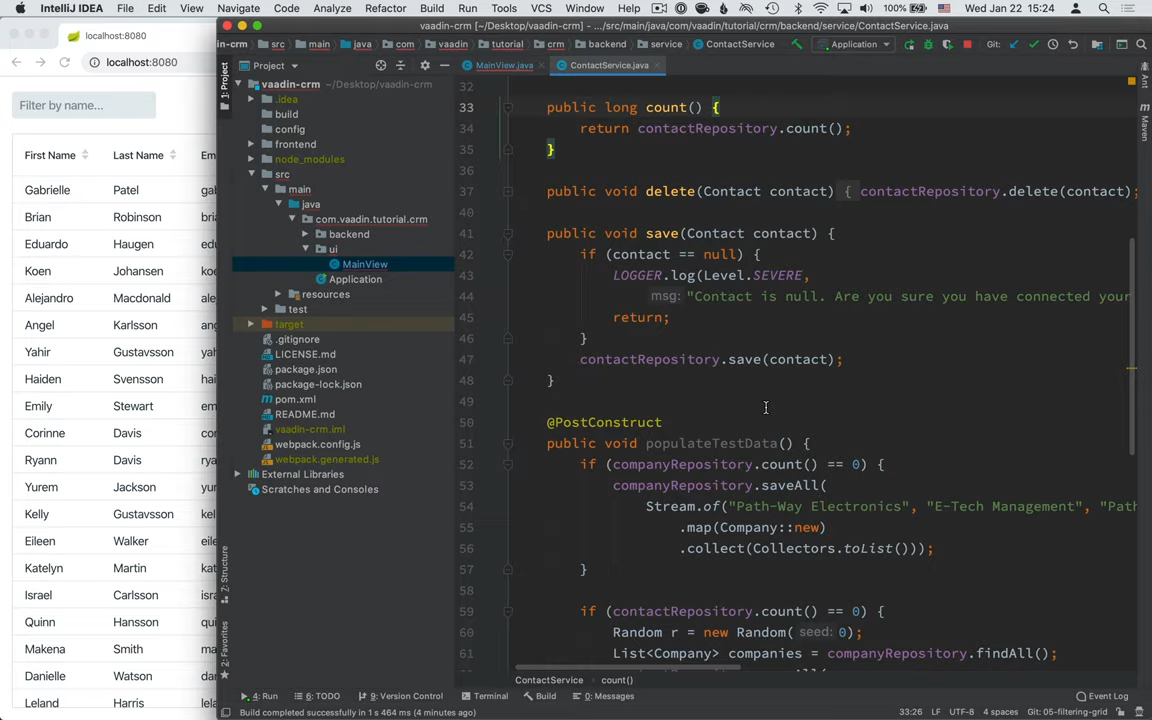 IntelliJ IDEA File Edit View Navigate Code Analyze Refactor Build Run Tools VCS Window Help 100% Wed Jan 22 15:24
localhost:8080
localhost:8080
Filter by name...
First Name Last Name Em
Gabrielle Patel gab
Brian Robinson bria
Eduardo Haugen edu
Koen Johansen
Alejandro Macdonald
Angel Karlsson
Yahir Gustavsson
Haiden Svensson
Emily Stewart
Corinne Davis
Ryann Davis
Yurem Jackson
Kelly Gustavsson
Eileen Walker
Katelyn Martin
Israel Carlsson
Quinn Hansson
Makena Smith
Danielle Watson
Leland Harris
vaadin-crm [~/Desktop/vaadin-crm] - .../src/main/java/com/vaadin/tutorial/crm/backend/service/ContactService.java
in-crm src main java com vaadin tutorial crm backend service ContactService Application Git:
1: Project
Project
MainView.java ContactService.java
vaadin-crm ~/Desktop/vaadin-crm
.idea
build
config
frontend
node_modules
src
main
java
com.vaadin.tutorial.crm
backend
ui
MainView
Application
resources
test
target
.gitignore
LICENSE.md
package.json
package-lock.json
pom.xml
README.md
vaadin-crm.iml
webpack.config.js
webpack.generated.js
External Libraries
Scratches and Consoles
7: Structure
2: Favorites
32
33 public long count() {
34 return contactRepository.count();
35 }
36
37 public void delete(Contact contact) { contactRepository.delete(contact);
40
41 public void save(Contact contact) {
42 if (contact == null) {
43 LOGGER.log(Level.SEVERE,
44 msg: "Contact is null. Are you sure you have connected your
45 return;
46 }
47 contactRepository.save(contact);
48 }
49
50 @PostConstruct
51 public void populateTestData() {
52 if (companyRepository.count() == 0) {
53 companyRepository.saveAll(
54 Stream.of("Path-Way Electronics", "E-Tech Management", "Path
55 .map(Company::new)
56 .collect(Collectors.toList()));
57 }
58
59 if (contactRepository.count() == 0) {
60 Random r = new Random( seed: 0);
61 List<Company> companies = companyRepository.findAll();
Ant
Maven
ContactService count()
4: Run 6: TODO 9: Version Control Terminal Build 0: Messages Event Log
Build completed successfully in 1 s 464 ms (4 minutes ago) 33:26 LF UTF-8 4 spaces Git: 05-filtering-grid